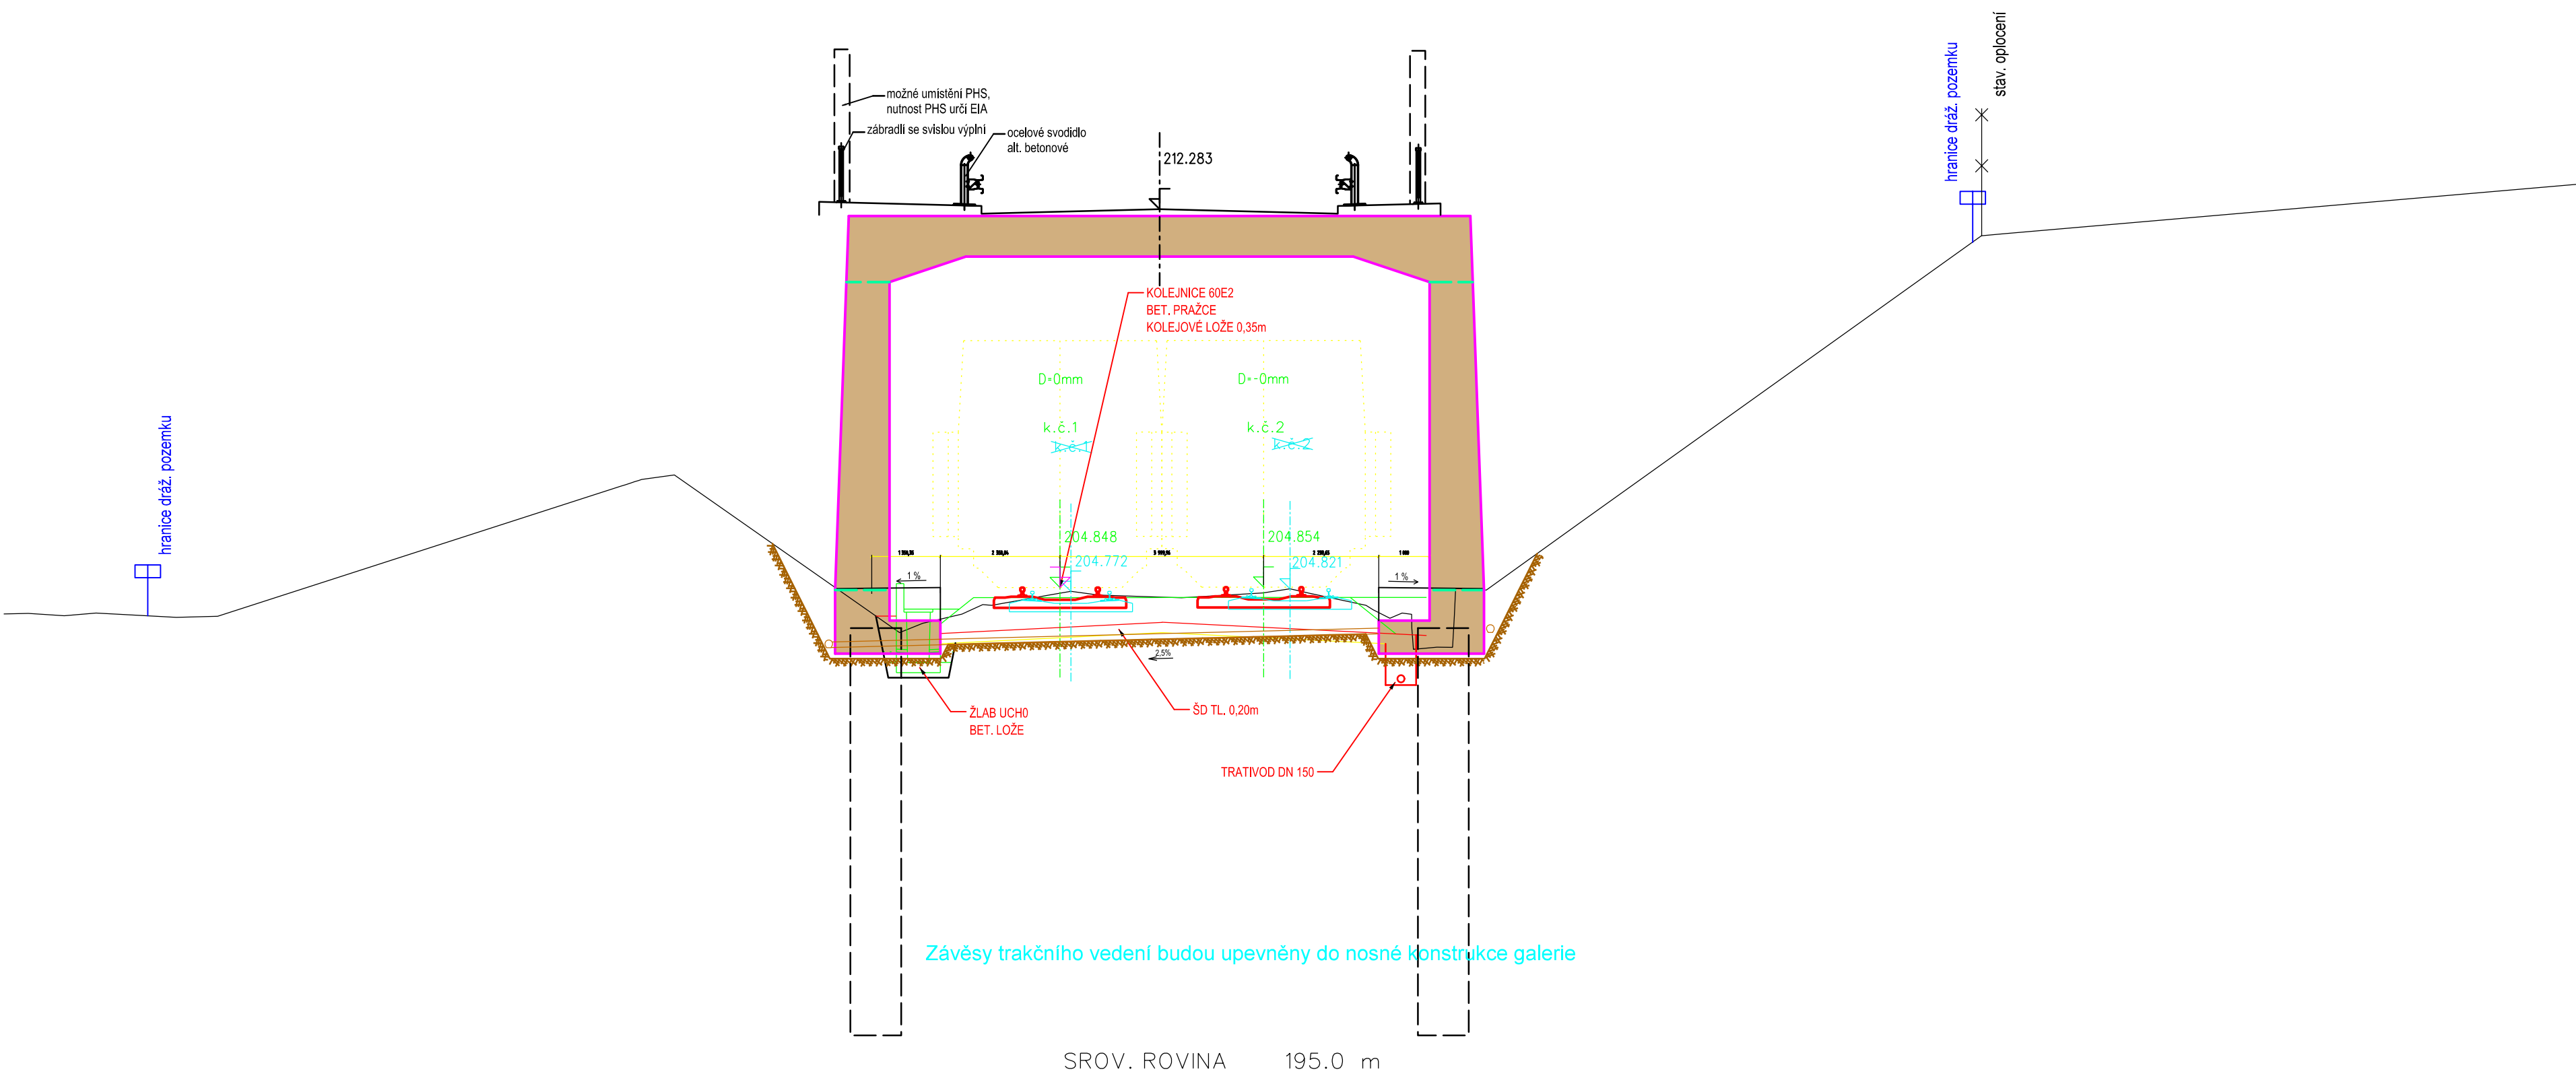 stav. oplocení
hranice dráž. pozemku
možné umístění PHS,
nutnost PHS určí EIA
zábradlí se svislou výplní
ocelové svodidlo
alt. betonové
212.283
KOLEJNICE 60E2
BET. PRAŽCE
KOLEJOVÉ LOŽE 0,35m
D=0mm
D=-0mm
k.č.1
k.č.2
k.č.1
k.č.2
hranice dráž. pozemku
204.848
204.854
204.772
204.821
1 %
1 %
2,5%
ŽLAB UCH0
BET. LOŽE
ŠD TL. 0,20m
TRATIVOD DN 150
Závěsy trakčního vedení budou upevněny do nosné konstrukce galerie
SROV. ROVINA 195.0 m